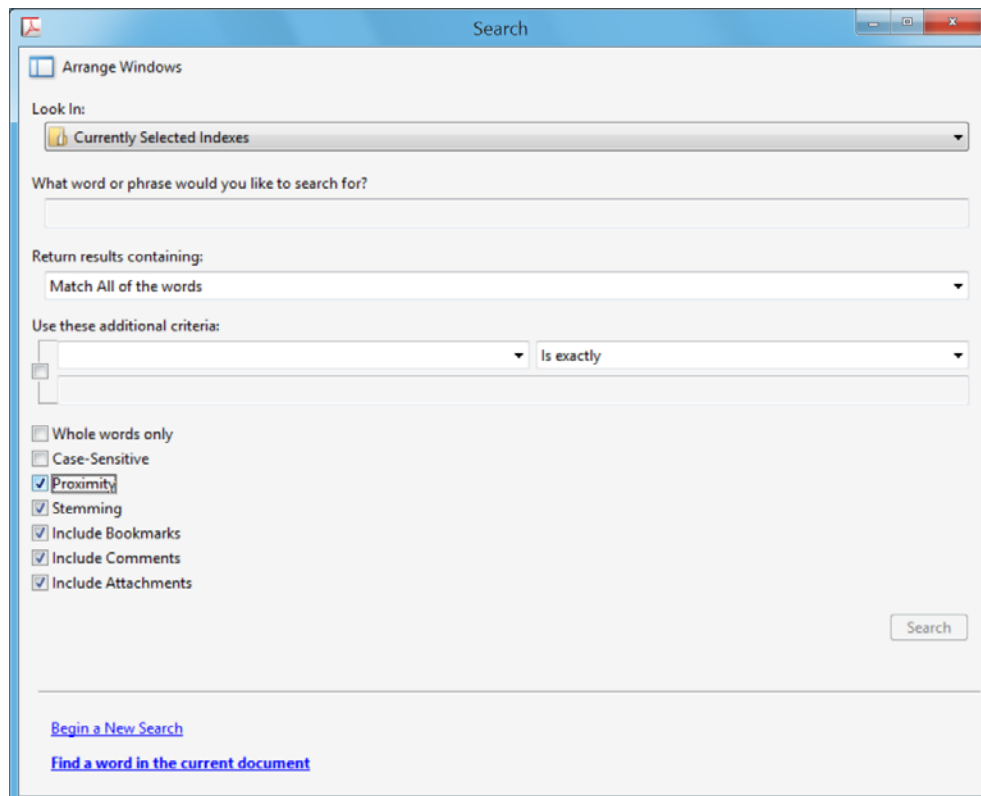 Search
Arrange Windows
Look In:
Currently Selected Indexes
What word or phrase would you like to search for?
Return results containing:
Match All of the words
Use these additional criteria:
Is exactly
Whole words only
Case-Sensitive
Proximity
Stemming
Include Bookmarks
Include Comments
Include Attachments
Search
Begin a New Search
Find a word in the current document